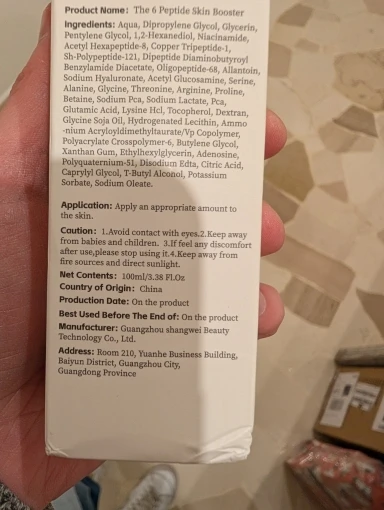 Product Name: The 6 Peptide Skin Booster
Ingredients: Aqua, Dipropylene Glycol, Glycerin,
Pentylene Glycol, 1,2-Hexanediol, Niacinamide,
Acetyl Hexapeptide-8, Copper Tripeptide-1,
Sh-Polypeptide-121, Dipeptide Diaminobutyroyl
Benzylamide Diacetate, Oligopeptide-68, Allantoin,
Sodium Hyaluronate, Acetyl Glucosamine, Serine,
Alanine, Glycine, Threonine, Arginine, Proline,
Betaine, Sodium Pca, Sodium Lactate, Pca,
Glutamic Acid, Lysine Hcl, Tocopherol, Dextran,
Glycine Soja Oil, Hydrogenated Lecithin, Ammo
-nium Acryloyldimethyltaurate/Vp Copolymer,
Polyacrylate Crosspolymer-6, Butylene Glycol,
Xanthan Gum, Ethylhexylglycerin, Adenosine,
Polyquaternium-51, Disodium Edta, Citric Acid,
Caprylyl Glycol, T-Butyl Alcohol, Potassium
Sorbate, Sodium Oleate.
Application: Apply an appropriate amount to
the skin.
Caution: 1.Avoid contact with eyes.2.Keep away
from babies and children. 3.If feel any discomfort
after use,please stop using it.4.Keep away from
fire sources and direct sunlight.
Net Contents: 100ml/3.38 Fl.Oz
Country of Origin: China
Production Date: On the product
Best Used Before The End of: On the product
Manufacturer: Guangzhou shangwei Beauty
Technology Co., Ltd.
Address: Room 210, Yuanhe Business Building,
Baiyun District, Guangzhou City,
Guangdong Province